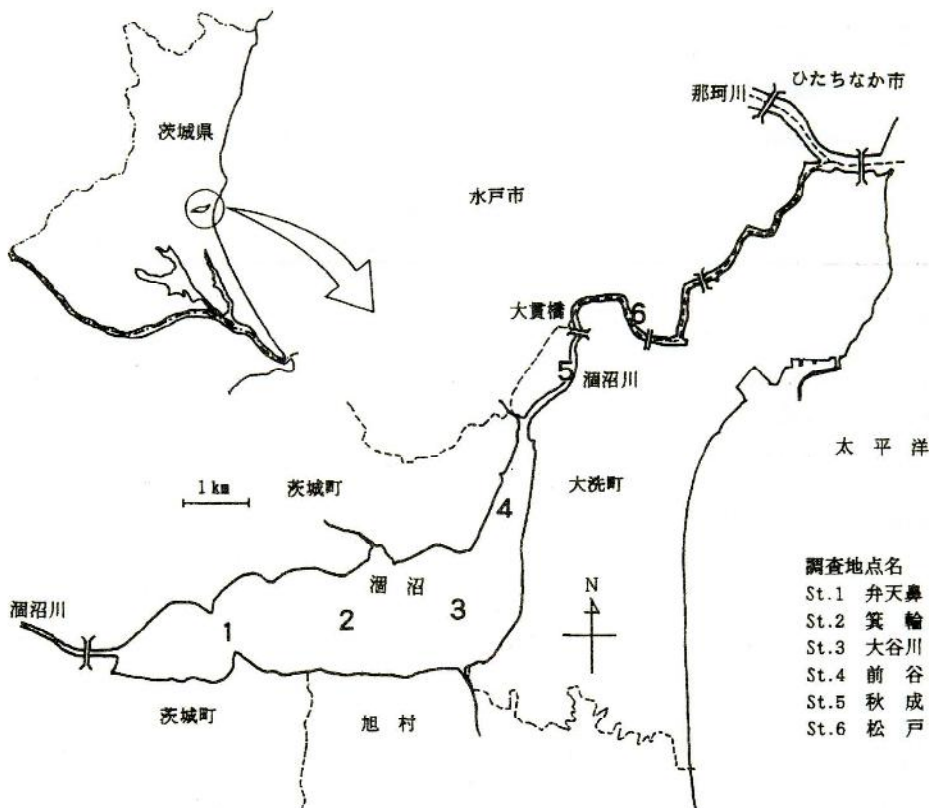 ひたちなか市
那珂川
茨城県
水戸市
大貫橋
6
5
涸沼川
太 平 洋
1 km
茨城町
4
大洗町
涸 沼
N
調査地点名
St.1 弁天鼻
St.2 箕 輪
St.3 大谷川
St.4 前 谷
St.5 秋 成
St.6 松 戸
涸沼川
1
2
3
茨城町
旭 村